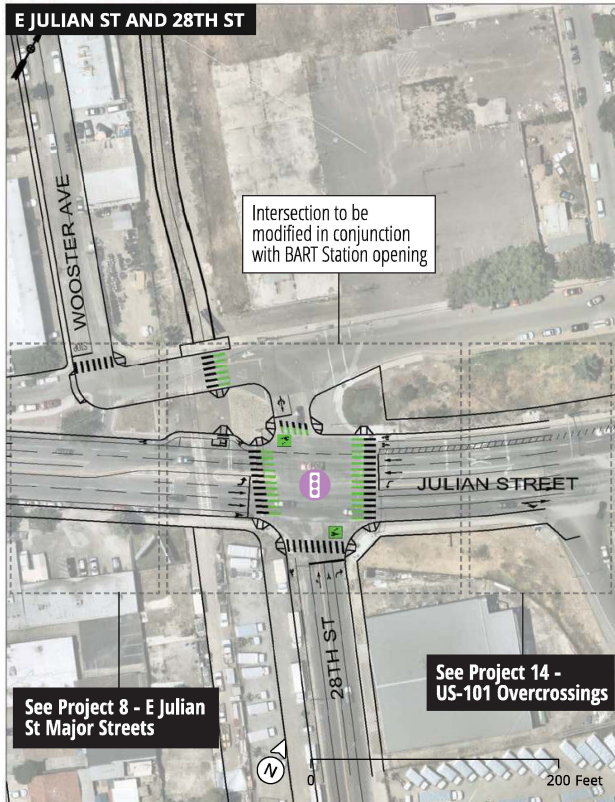 E JULIAN ST AND 28TH ST
WOOSTER AVE
Intersection to be
modified in conjunction
with BART Station opening
STOP
JULIAN STREET
28TH ST
See Project 8 - E Julian
St Major Streets
See Project 14 -
US-101 Overcrossings
N
0
200 Feet